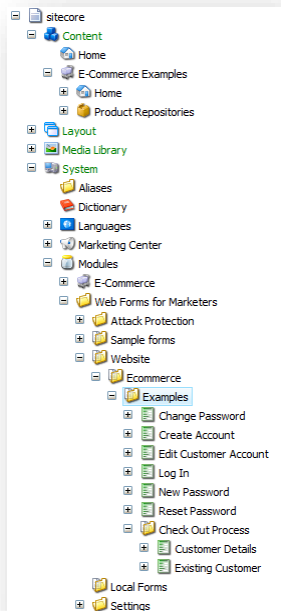 sitecore
Content
Home
E-Commerce Examples
Home
Product Repositories
Layout
Media Library
System
Aliases
Dictionary
Languages
Marketing Center
Modules
E-Commerce
Web Forms for Marketers
Attack Protection
Sample forms
Website
Ecommerce
Examples
Change Password
Create Account
Edit Customer Account
Log In
New Password
Reset Password
Check Out Process
Customer Details
Existing Customer
Local Forms
Settings